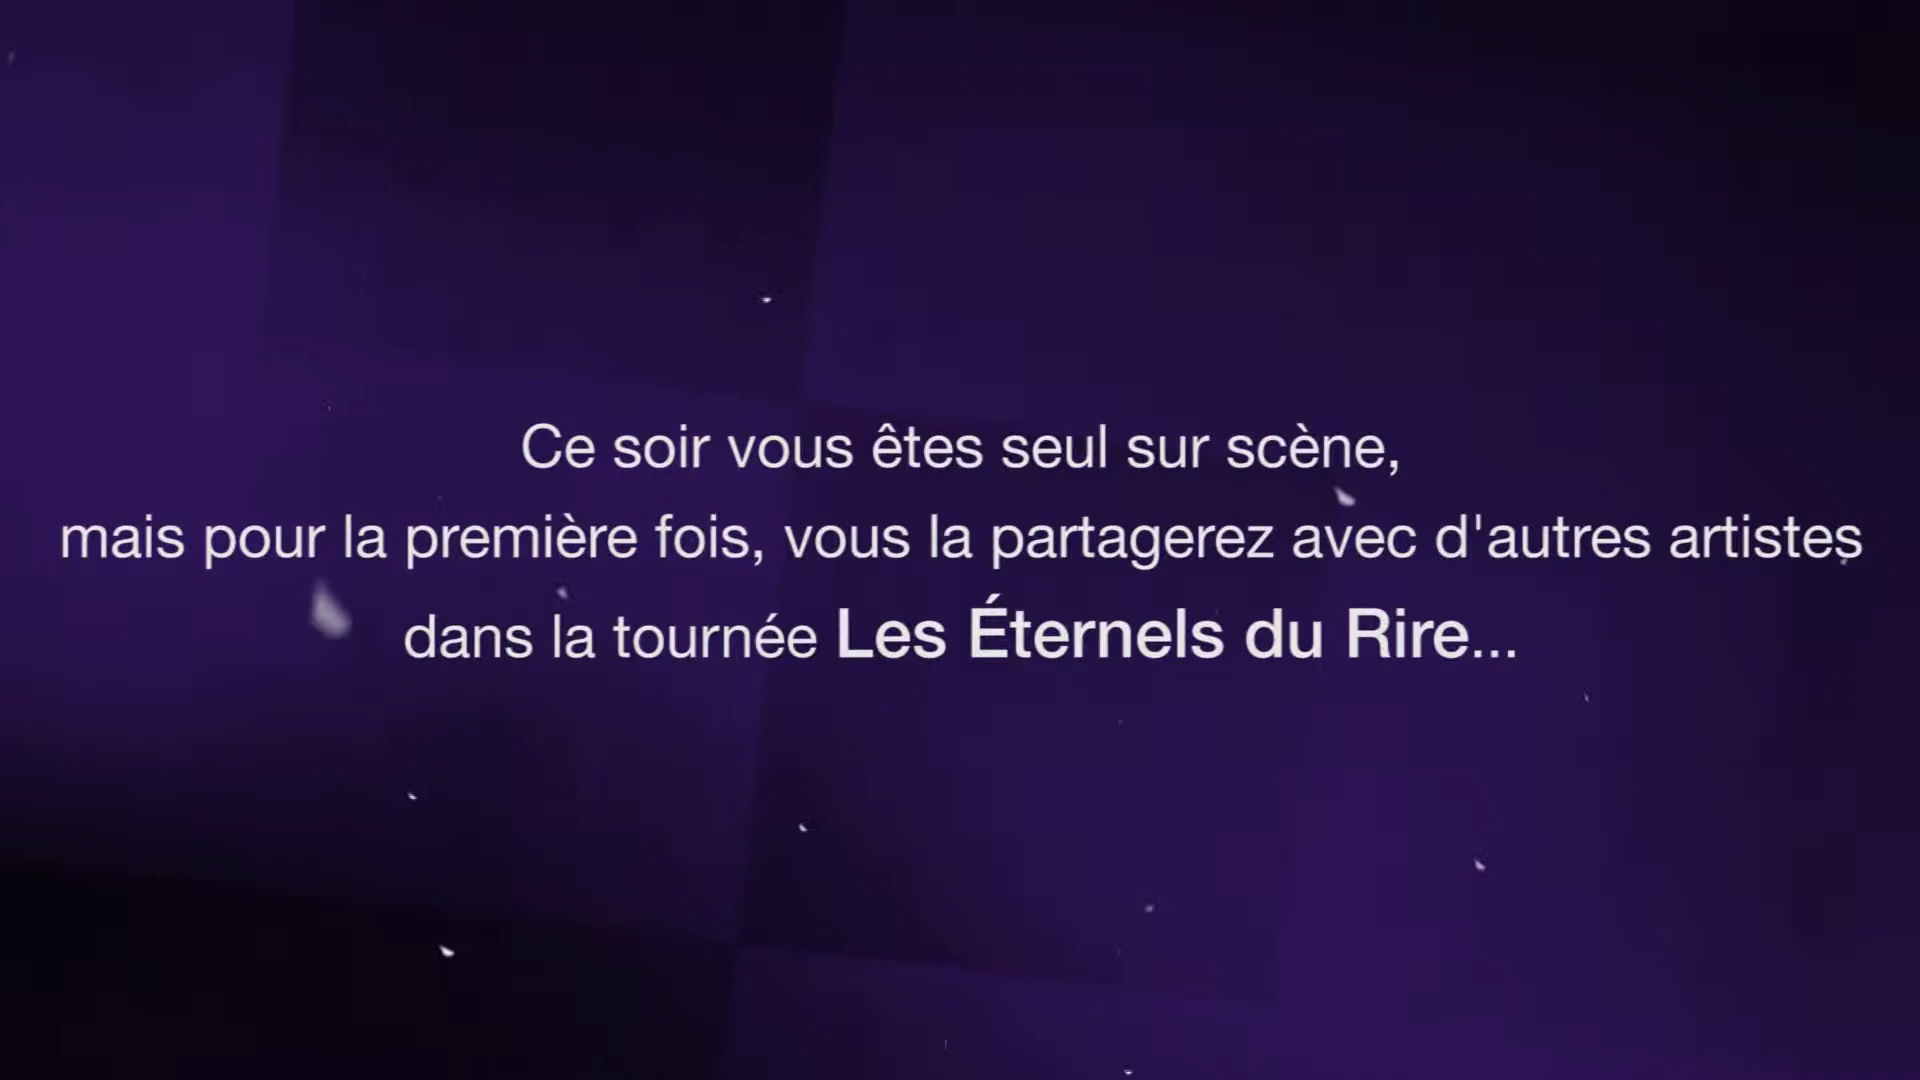 Ce soir vous êtes seul sur scène,
mais pour la première fois, vous la partagerez avec d'autres artistes
dans la tournée Les Éternels du Rire...